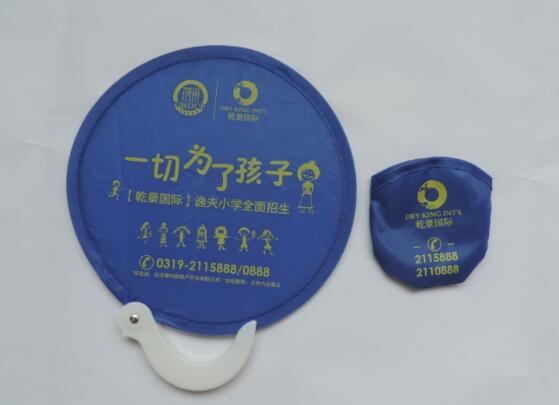 GROUP
DRY KING INT'L
乾景国际
一切为了孩子
【乾景国际】逸夫小学全面招生
0319-2115888/0888
DRY KING INT'L
乾景国际
2115888
2110888